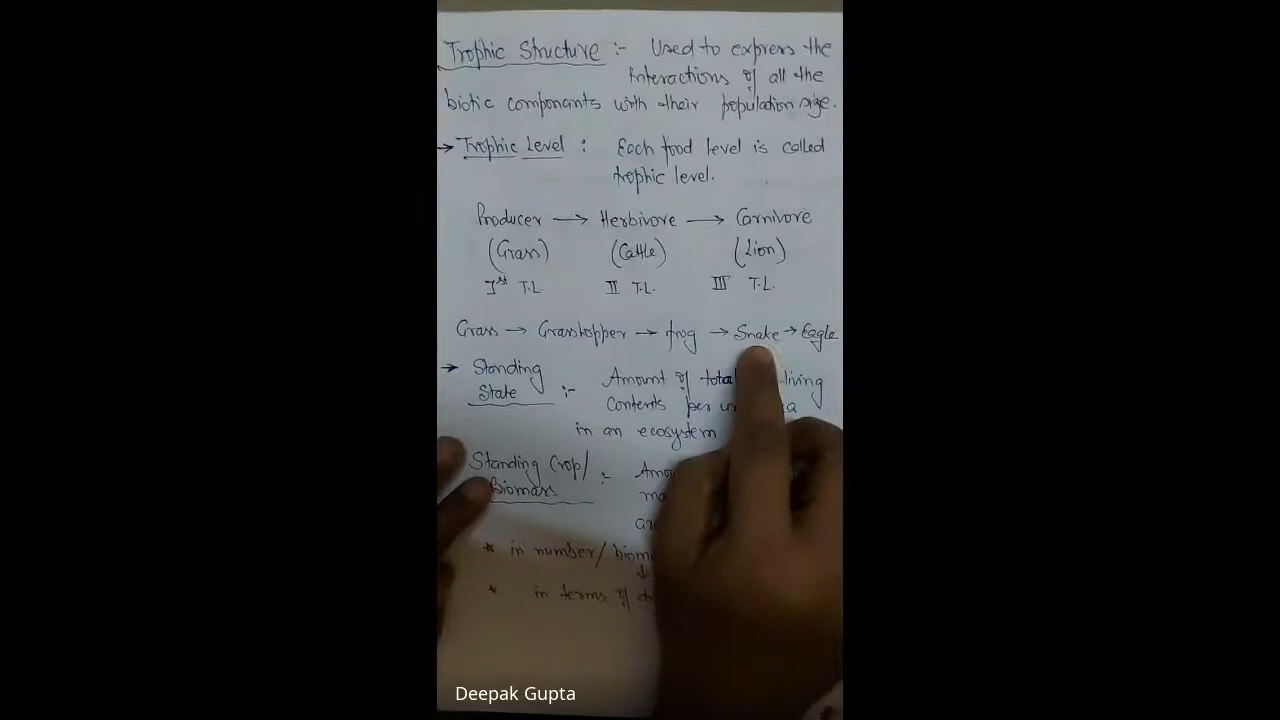 Trophic Structure :- Used to express the
interactions of all the
biotic componants with their population size.
→ Trophic Level : Each food level is called
trophic level.
Producer → Herbivore → Carnivore
(Grass) (Cattle) (Lion)
Ist T.L. II T.L. III T.L.
Grass → Grasshopper → frog → Snake → Eagle
→ Standing Amount of total living
State :- Contents per
in an ecosystem
Standing Crop/ :-
Biomass
* in number/
* in terms of
Deepak Gupta